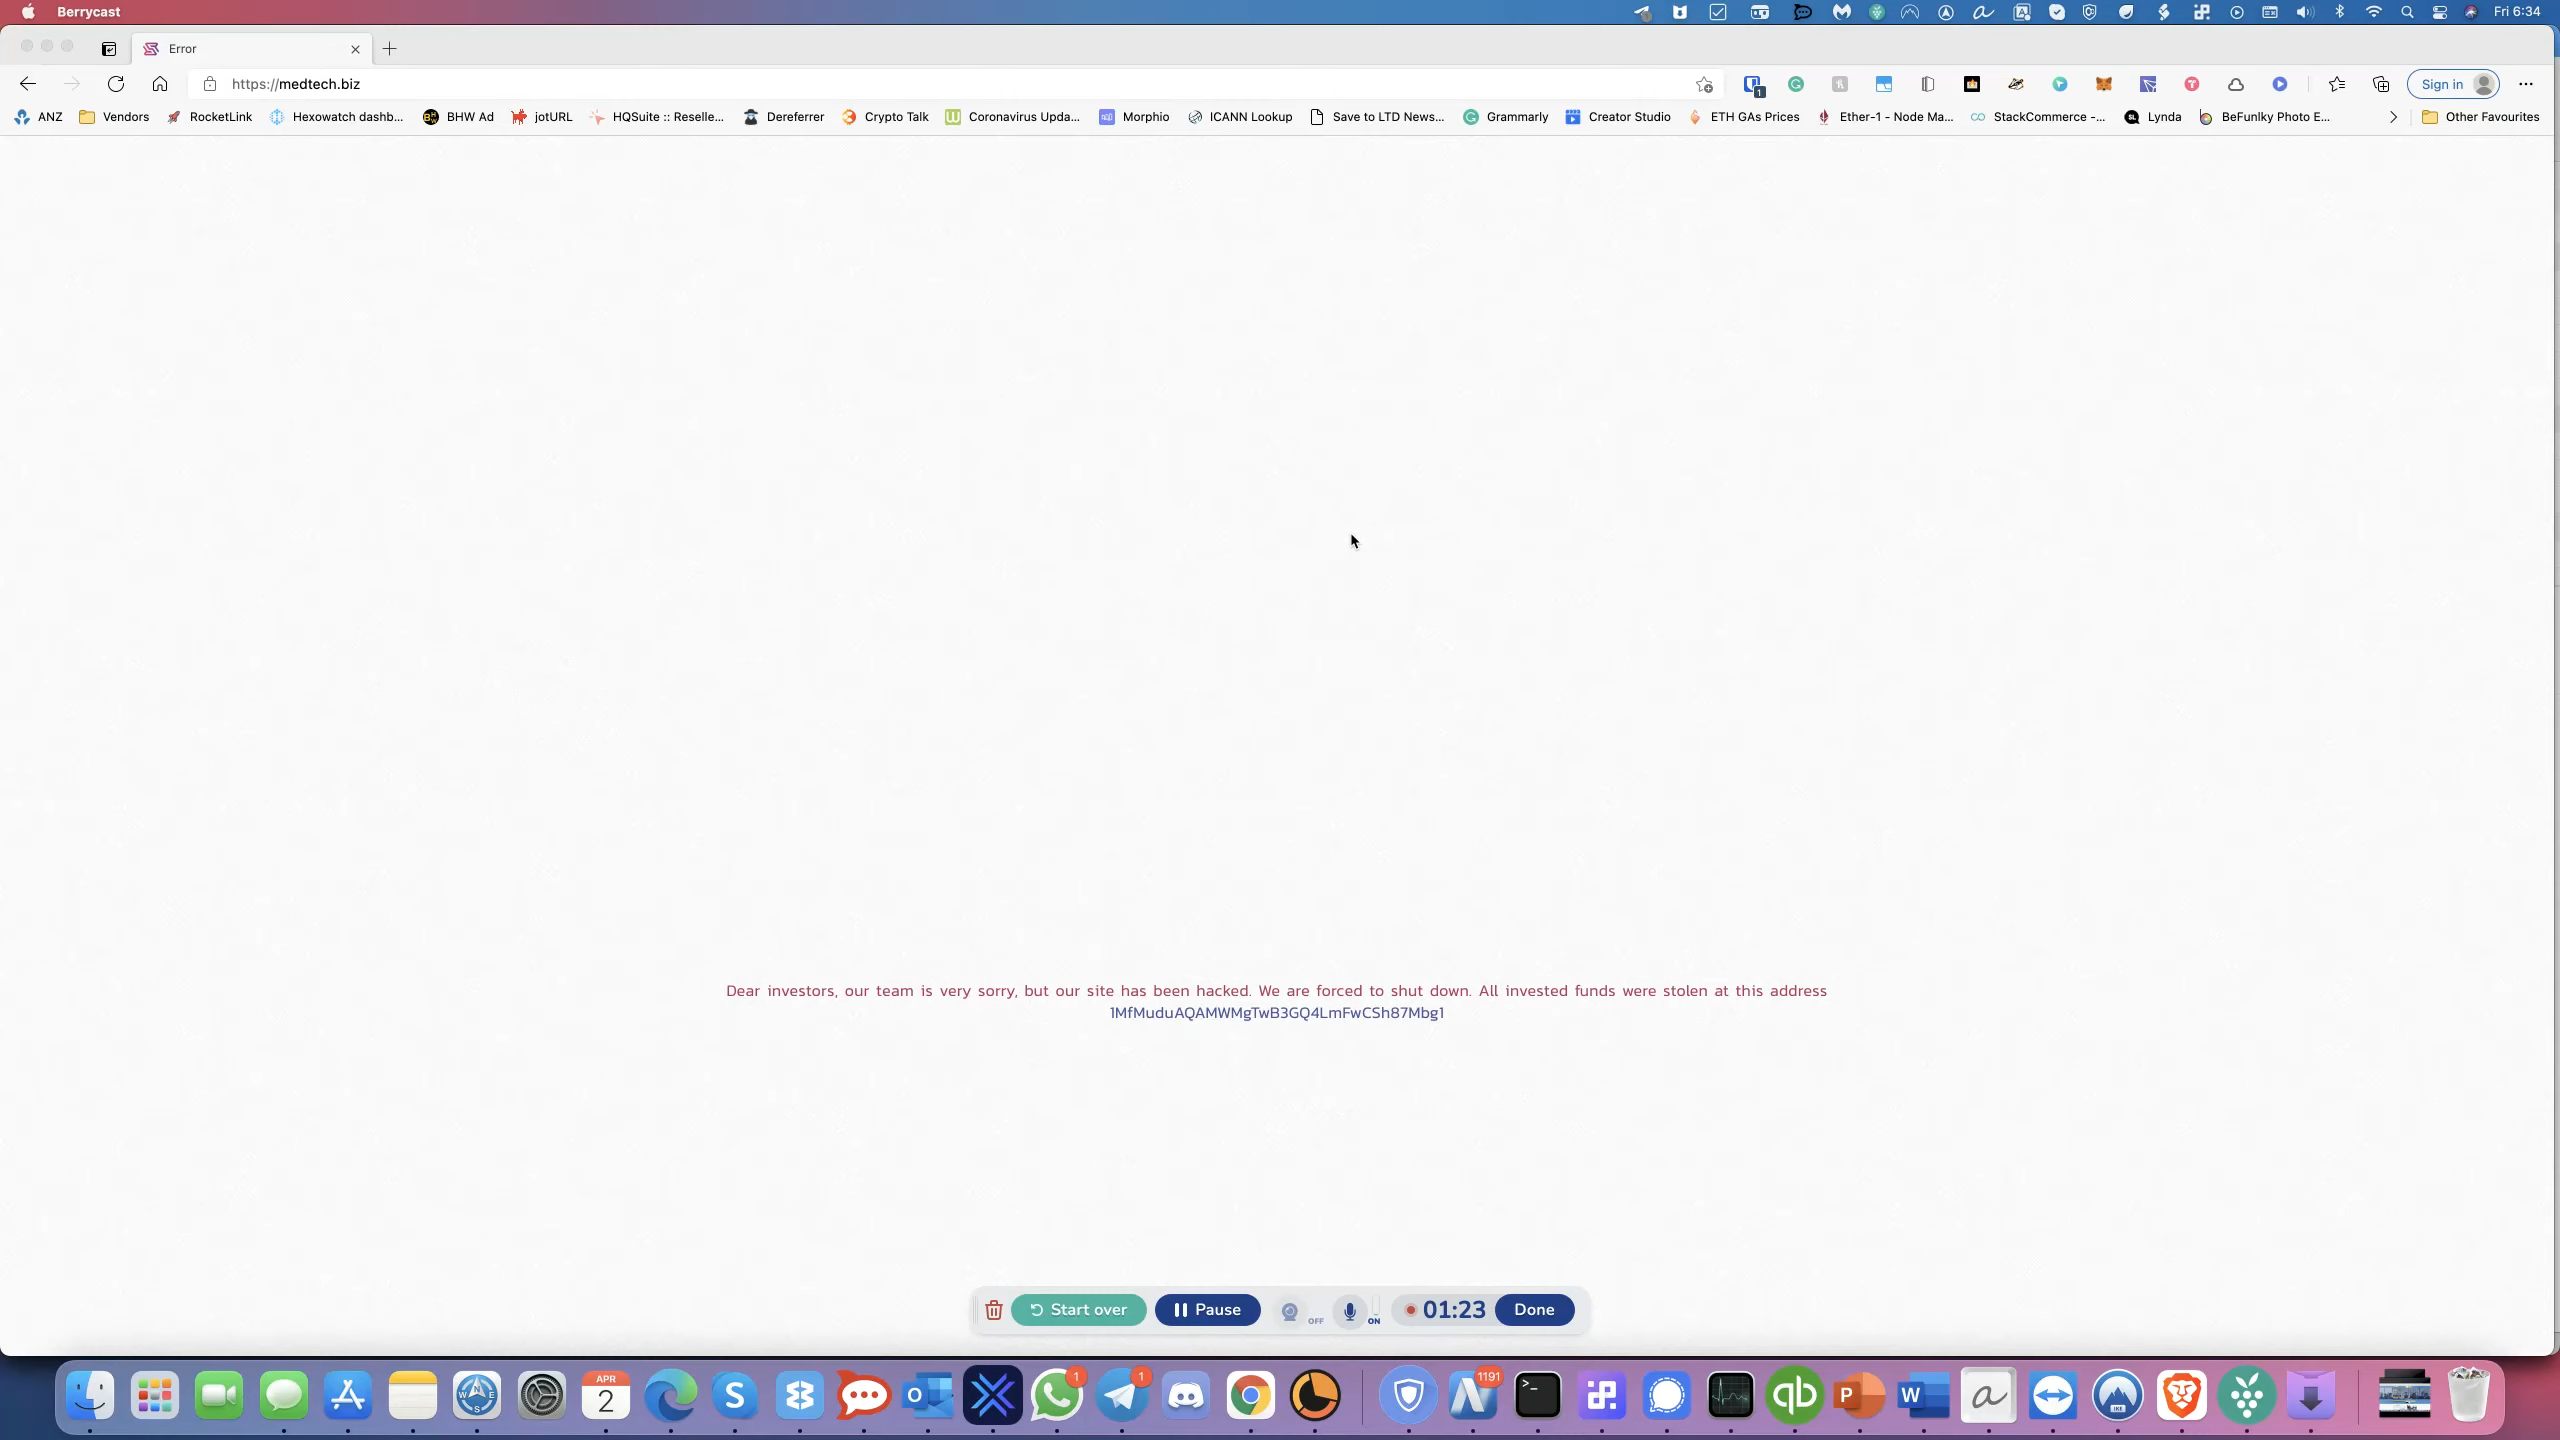 Berrycast
Fri 6:34
Error
https://medtech.biz
Sign in
1
ANZ
Vendors
RocketLink
Hexowatch dashb...
BHW Ad
jotURL
HQSuite :: Reselle...
Dereferrer
Crypto Talk
Coronavirus Upda...
Morphio
ICANN Lookup
Save to LTD News...
Grammarly
Creator Studio
ETH GAs Prices
Ether-1 - Node Ma...
StackCommerce -...
Lynda
BeFunlky Photo E...
Other Favourites
Dear investors, our team is very sorry, but our site has been hacked. We are forced to shut down. All invested funds were stolen at this address
1MfMuduAQAMWMgTwB3GQ4LmFwCSh87Mbg1
Start over
Pause
OFF
ON
01:23
Done
APR
2
1
1
1191